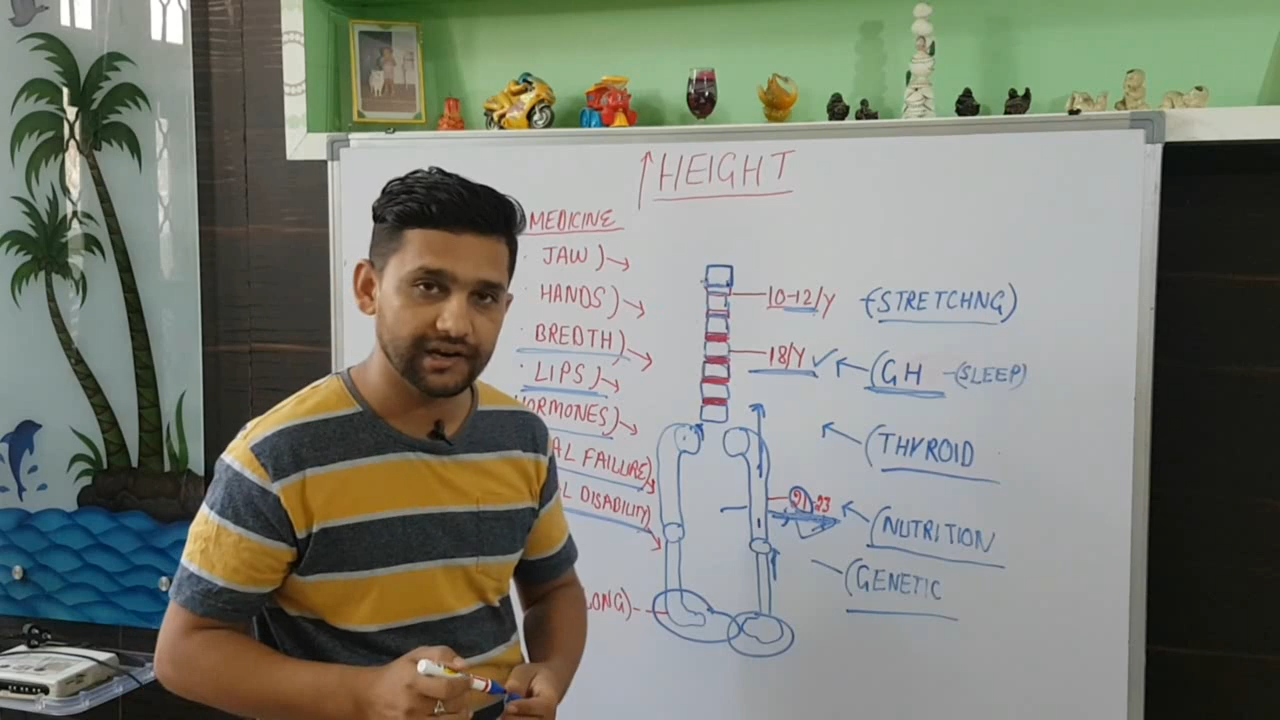 HEIGHT
MEDICINE
JAW)
HANDS)
BREDTH)
LIPS)
HORMONES)
AL FAILURE)
L DISABILITY
LONG)-
10-12/Y
18/Y
21 23
(STRETCHNG)
(GH -(SLEEP)
(THYROID
(NUTRITION
(GENETIC